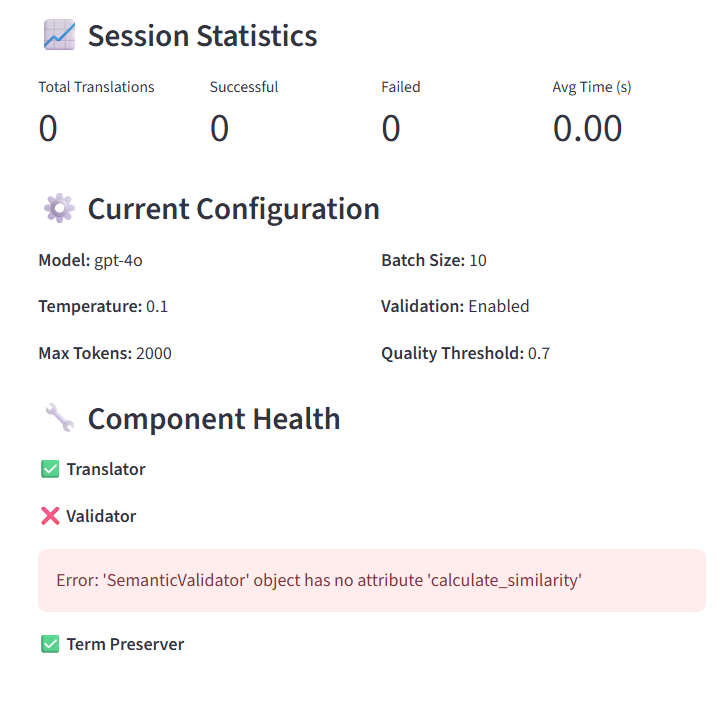 Session Statistics
Total Translations Successful Failed Avg Time (s)
0 0 0 0.00
Current Configuration
Model: gpt-4o Batch Size: 10
Temperature: 0.1 Validation: Enabled
Max Tokens: 2000 Quality Threshold: 0.7
Component Health
Translator
Validator
Error: 'SemanticValidator' object has no attribute 'calculate_similarity'
Term Preserver